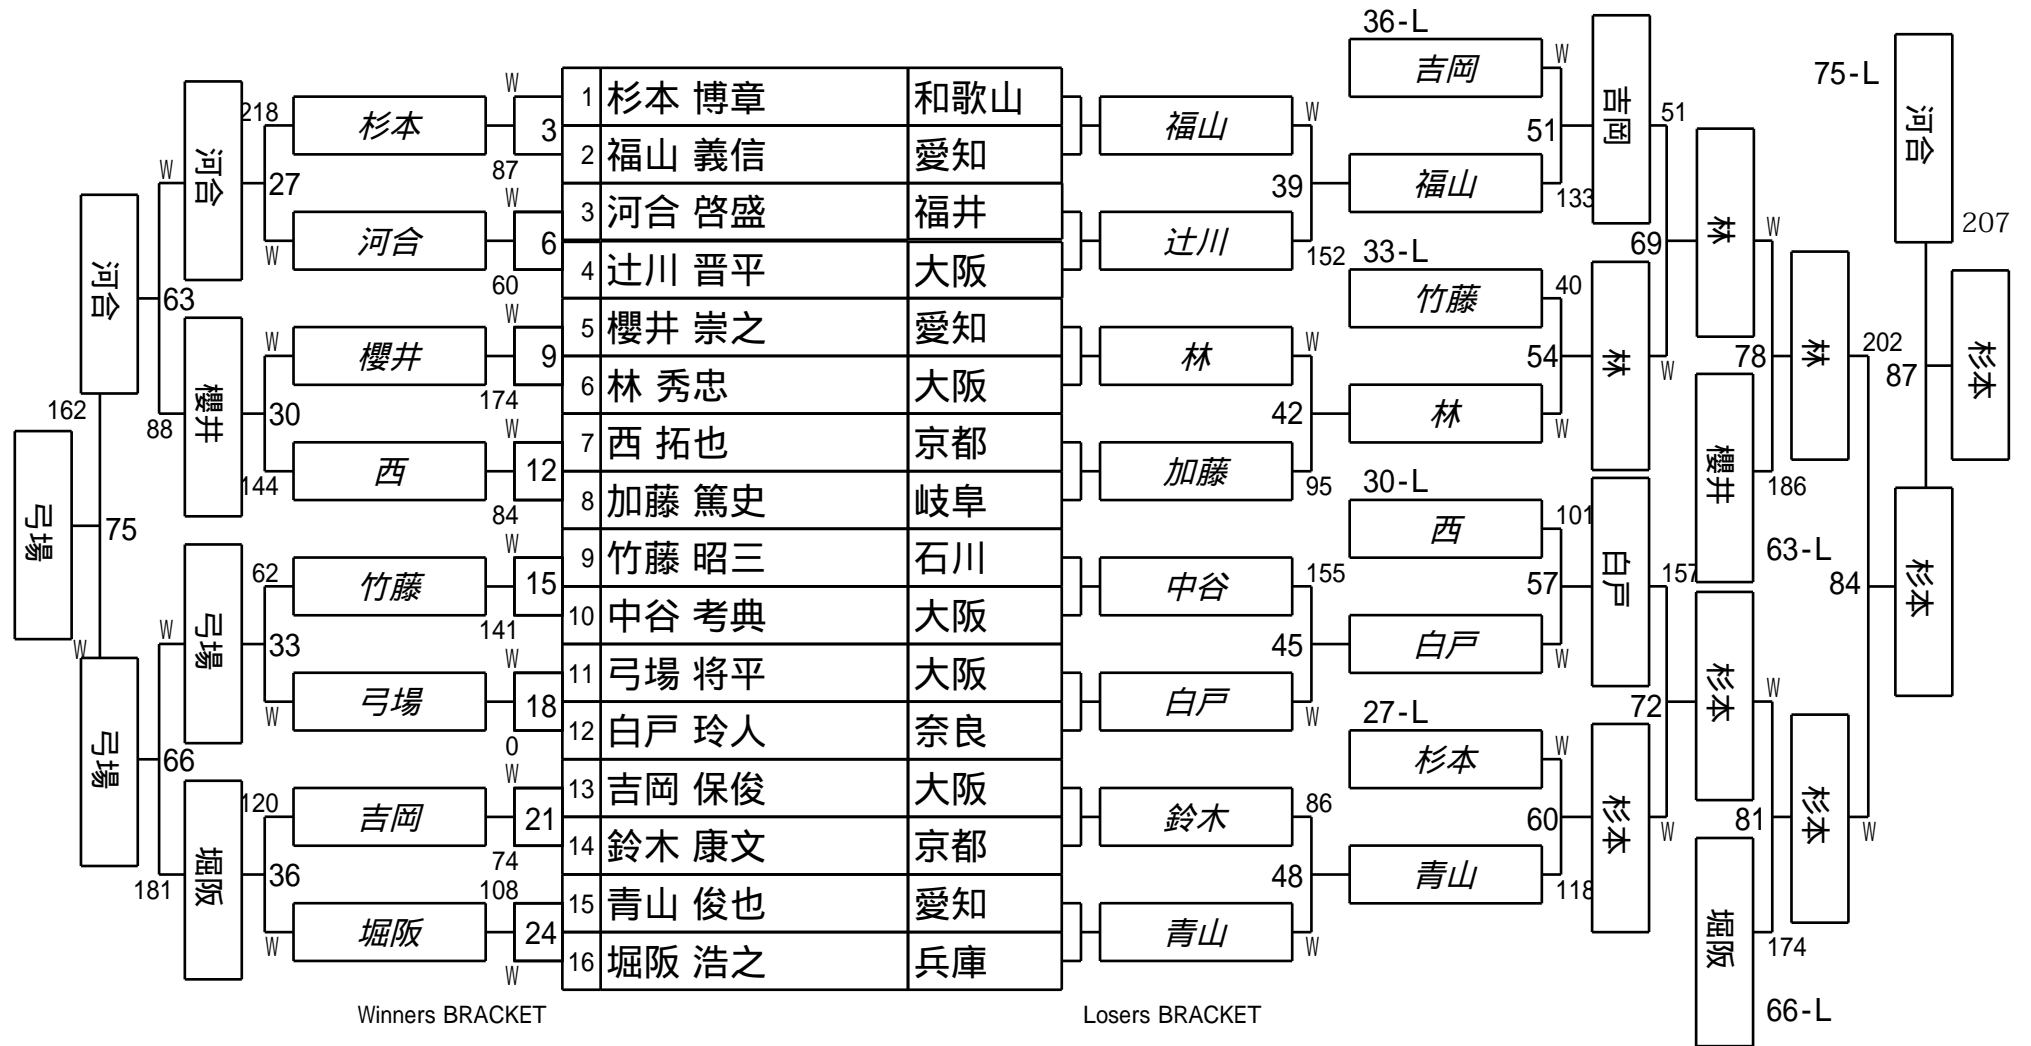 36-L
吉岡
W
75-L
河合
207
1 杉本 博章 和歌山
2 福山 義信 愛知
3 河合 啓盛 福井
4 辻川 晋平 大阪
5 櫻井 崇之 愛知
6 林 秀忠 大阪
7 西 拓也 京都
8 加藤 篤史 岐阜
9 竹藤 昭三 石川
10 中谷 考典 大阪
11 弓場 将平 大阪
12 白戸 玲人 奈良
13 吉岡 保俊 大阪
14 鈴木 康文 京都
15 青山 俊也 愛知
16 堀阪 浩之 兵庫
W
杉本
3
87
W
河合
6
60
W
櫻井
9
174
W
西
12
84
W
竹藤
15
141
W
弓場
18
0
W
吉岡
21
74
108
堀阪
24
W
218
河合
27
W
W
櫻井
30
144
62
弓場
33
W
120
堀阪
36
W
W
河合
63
88
W
弓場
66
181
162
弓場
75
W
福山
W
39
辻川
152
林
W
42
加藤
95
中谷
155
45
白戸
W
鈴木
86
48
青山
W
51
福山
133
33-L
竹藤
40
54
林
W
30-L
西
101
57
白戸
W
27-L
杉本
W
60
青山
118
吉岡
51
69
林
W
白戸
157
72
杉本
W
林
W
78
櫻井
186
63-L
杉本
W
81
堀阪
174
66-L
林
202
84
杉本
W
87
杉本
杉本
Winners BRACKET
Losers BRACKET